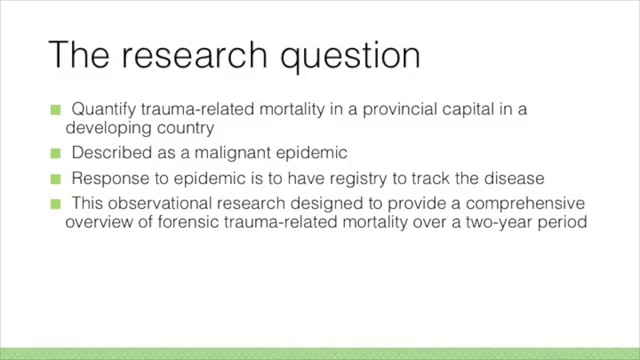 The research question
Quantify trauma-related mortality in a provincial capital in a
developing country
Described as a malignant epidemic
Response to epidemic is to have registry to track the disease
This observational research designed to provide a comprehensive
overview of forensic trauma-related mortality over a two-year period